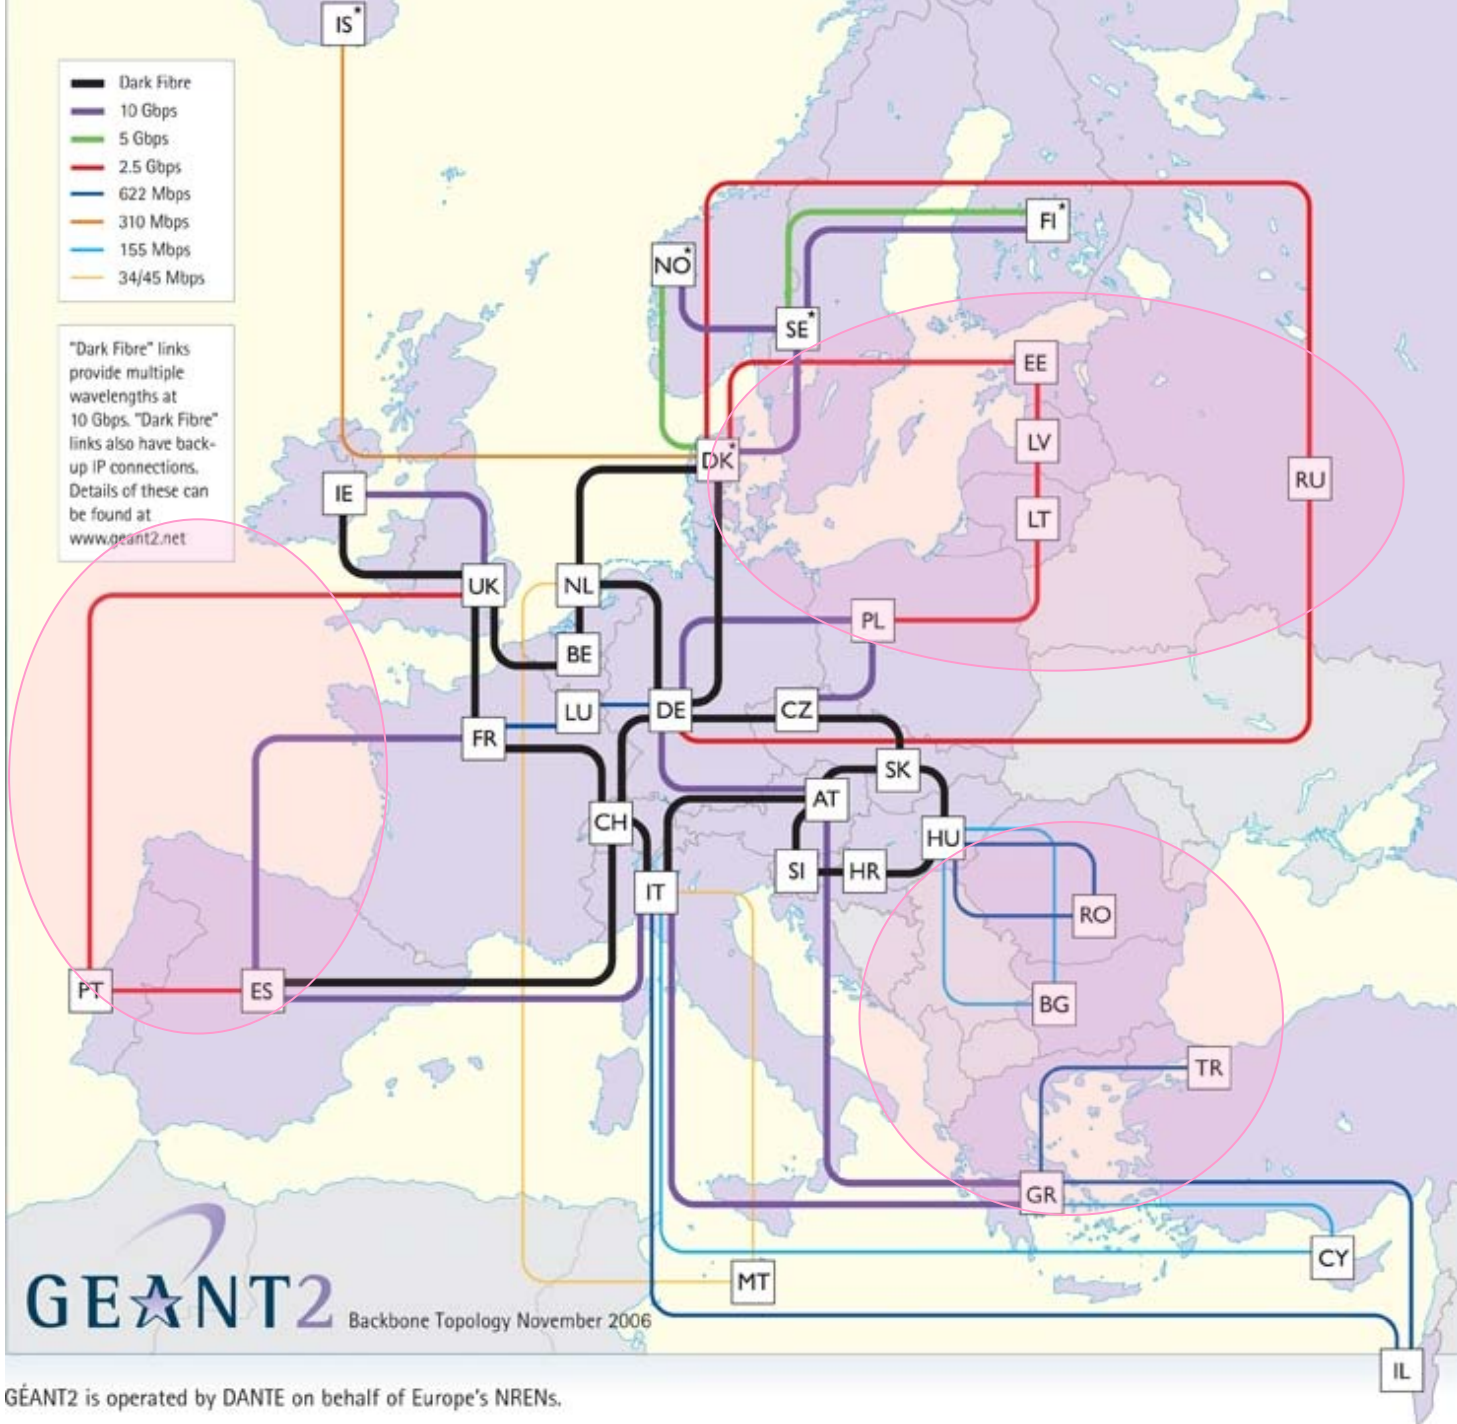 IS*
Dark Fibre
10 Gbps
5 Gbps
2.5 Gbps
622 Mbps
310 Mbps
155 Mbps
34/45 Mbps
FI*
NO*
SE*
"Dark Fibre" links
provide multiple
wavelengths at
10 Gbps. "Dark Fibre"
links also have back-
up IP connections.
Details of these can
be found at
www.geant2.net
EE
LV
DK*
RU
IE
LT
UK
NL
PL
BE
LU
DE
CZ
FR
SK
AT
CH
HU
SI
HR
IT
RO
PT
ES
BG
TR
GR
CY
MT
GEANT2
Backbone Topology November 2006
IL
GÉANT2 is operated by DANTE on behalf of Europe's NRENs.